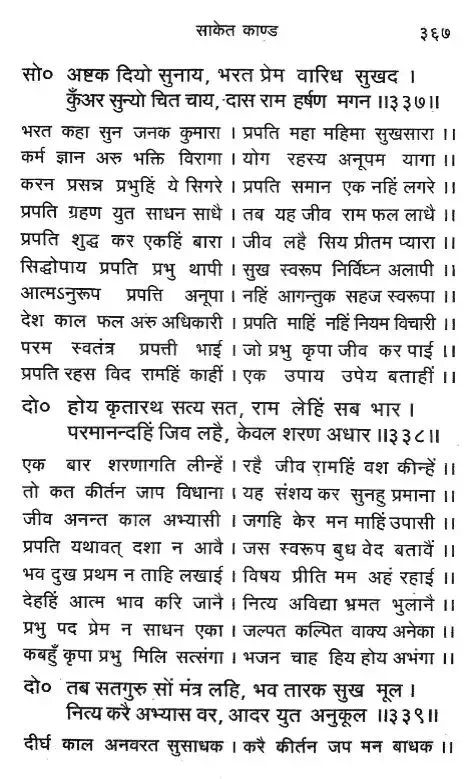 साकेत काण्ड ३६७
सो० अष्टक दियो सुनाय, भरत प्रेम वारिध सुखद ।
कुँअर सुन्यो चित चाय, दास राम हर्षण मगन ॥३३७॥
भरत कहा सुन जनक कुमारा । प्रपति महा महिमा सुखसारा ।।
कर्म ज्ञान अरु भक्ति विरागा । योग रहस्य अनूपम यागा ।।
करन प्रसन्न प्रभुहिं ये सिगरे । प्रपति समान एक नहिं लगरे ।।
प्रपति ग्रहण युत साधन साधै । तब यह जीव राम फल लाधै ।।
प्रपति शुद्ध कर एकहिं बारा । जीव लहै सिय प्रीतम प्यारा ।।
सिद्धोपाय प्रपति प्रभु थापी । सुख स्वरूप निर्विघ्न अलापी ।।
आत्मऽनुरूप प्रपत्ति अनूपा । नहिं आगन्तुक सहज स्वरूपा ।।
देश काल फल अरु अधिकारी । प्रपति माहिं नहिं नियम विचारी ।।
परम स्वतंत्र प्रपत्ती भाई । जो प्रभु कृपा जीव कर पाई ।।
प्रपति रहस विद रामहिं काहीं । एक उपाय उपेय बताहीं ।।
दो० होय कृतारथ सत्य सत, राम लेहिं सब भार ।
परमानन्दहिं जिव लहै, केवल शरण अधार ॥३३८॥
एक बार शरणागति लीन्हें । रहै जीव रामहिं वश कीन्हें ।।
तो कत कीर्तन जाप विधाना । यह संशय कर सुनहु प्रमाना ।।
जीव अनन्त काल अभ्यासी । जगहि केर मन माहिं उपासी ।।
प्रपति यथावत् दशा न आवै । जस स्वरूप बुध वेद बतावैं ।।
भव दुख प्रथम न ताहि लखाई । विषय प्रीति मम अहं रहाई ।।
देहहिं आत्म भाव करि जानै । नित्य अविद्या भ्रमत भुलानै ।।
प्रभु पद प्रेम न साधन एका । जल्पत कल्पित वाक्य अनेका ।।
कबहुँ कृपा प्रभु मिलि सत्संगा । भजन चाह हिय होय अभंगा ।।
दो० तब सतगुरु सों मंत्र लहि, भव तारक सुख मूल ।
नित्य करै अभ्यास वर, आदर युत अनुकूल ॥३३९॥
दीर्घ काल अनवरत सुसाधक । करै कीर्तन जप मन बाधक ।।